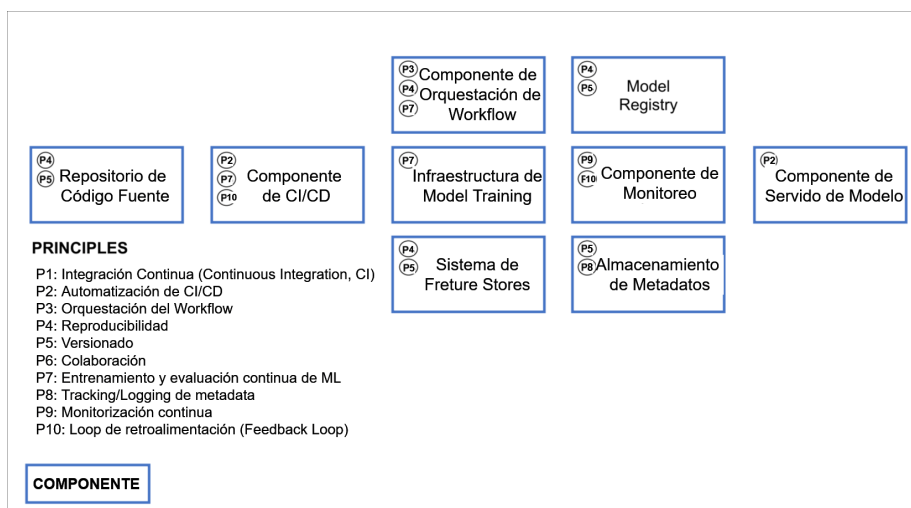 P3
P4
P7
Componente de
Orquestación de
Workflow
P4
P5
Model
Registry
P4
P5
Repositorio de
Código Fuente
P2
P7
P10
Componente
de CI/CD
P7
Infraestructura de
Model Training
P9
P10
Componente de
Monitoreo
P2
Componente de
Servido de Modelo
P4
P5
Sistema de
Freture Stores
P5
P8
Almacenamiento
de Metadatos
PRINCIPLES
P1: Integración Continua (Continuous Integration, CI)
P2: Automatización de CI/CD
P3: Orquestación del Workflow
P4: Reproducibilidad
P5: Versionado
P6: Colaboración
P7: Entrenamiento y evaluación continua de ML
P8: Tracking/Logging de metadata
P9: Monitorización continua
P10: Loop de retroalimentación (Feedback Loop)
COMPONENTE